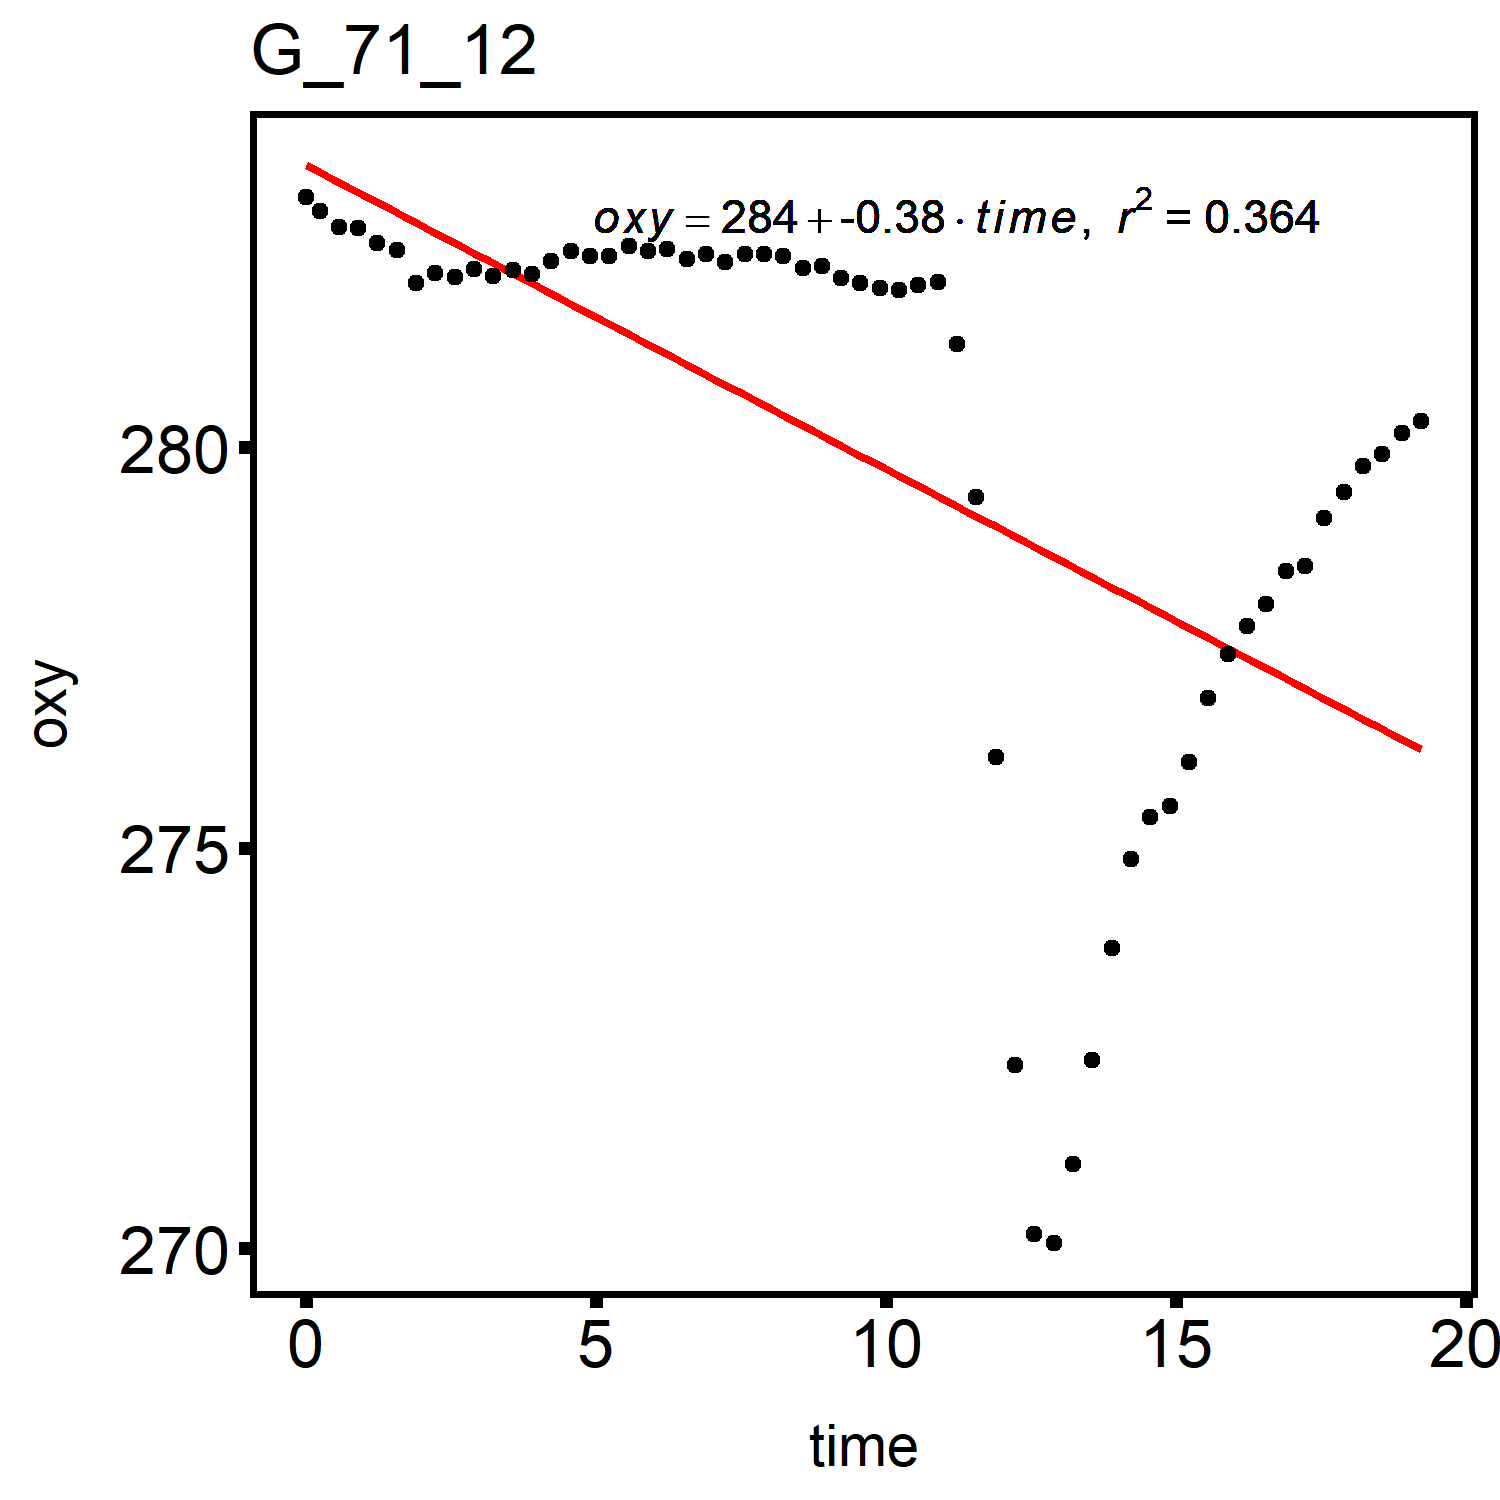 G_71_12
oxy = 284 + -0.38 · time, r² = 0.364
280
275
270
oxy
0 5 10 15 20
time